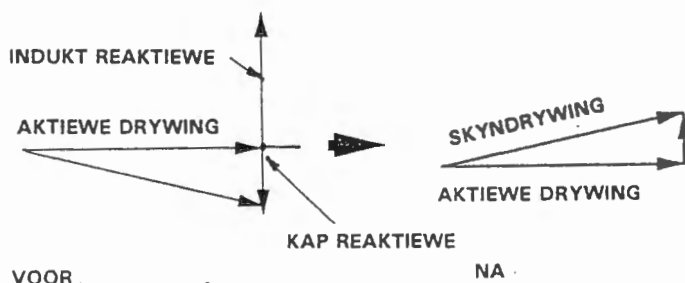 INDUKT REAKTIEWE
AKTIEWE DRYWING
SKYNDRYWING
AKTIEWE DRYWING
KAP REAKTIEWE
VOOR
NA